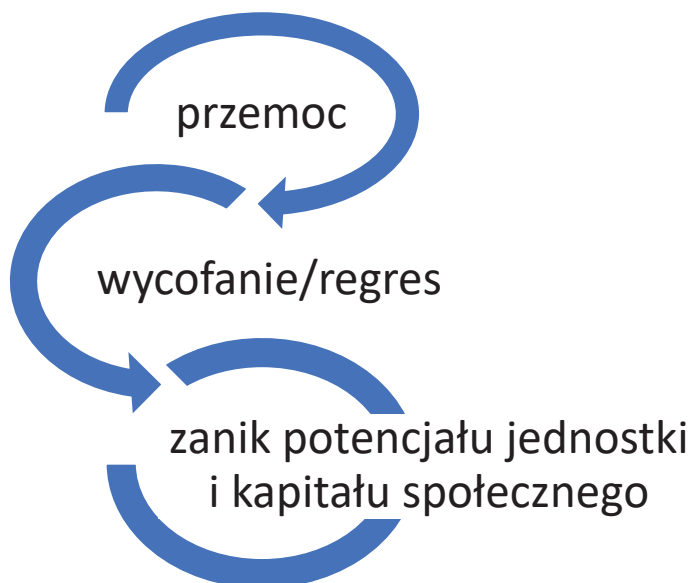 przemoc
wycofanie/regres
zanik potencjału jednostki
i kapitału społecznego